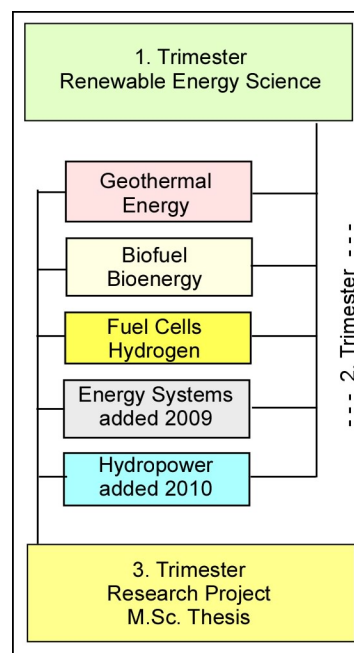 1. Trimester
Renewable Energy Science
Geothermal
Energy
Biofuel
Bioenergy
Fuel Cells
Hydrogen
Energy Systems
added 2009
Hydropower
added 2010
--- 2. Trimester ---
3. Trimester
Research Project
M.Sc. Thesis